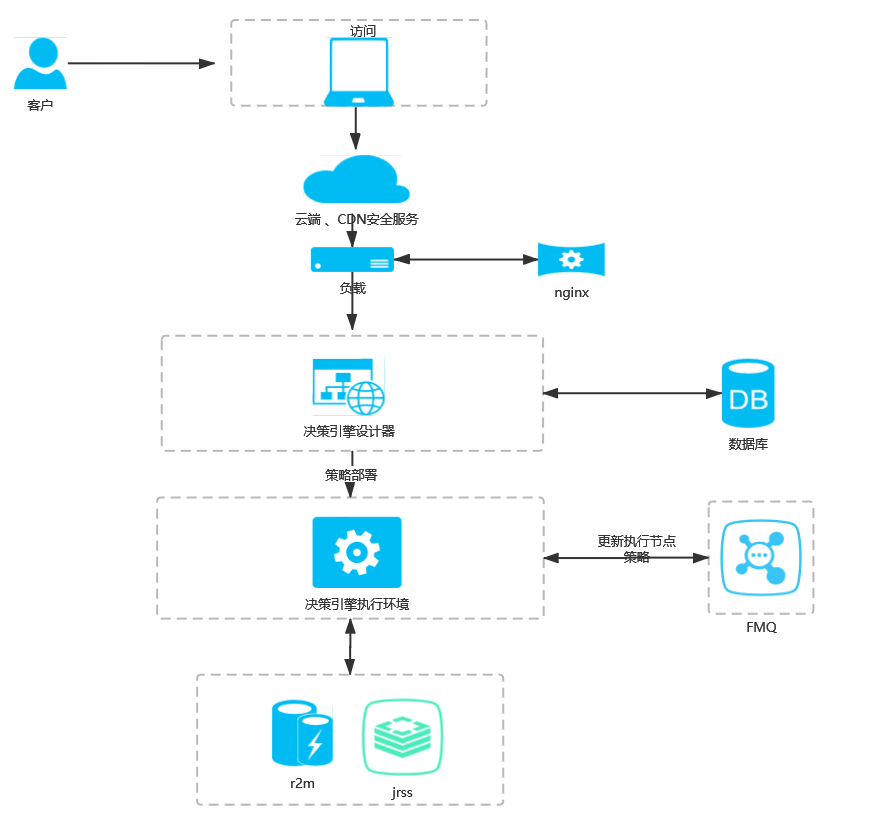 访问
客户
云端 、CDN安全服务
负载
nginx
决策引擎设计器
DB
数据库
策略部署
更新执行节点
策略
决策引擎执行环境
FMQ
r2m
jrss